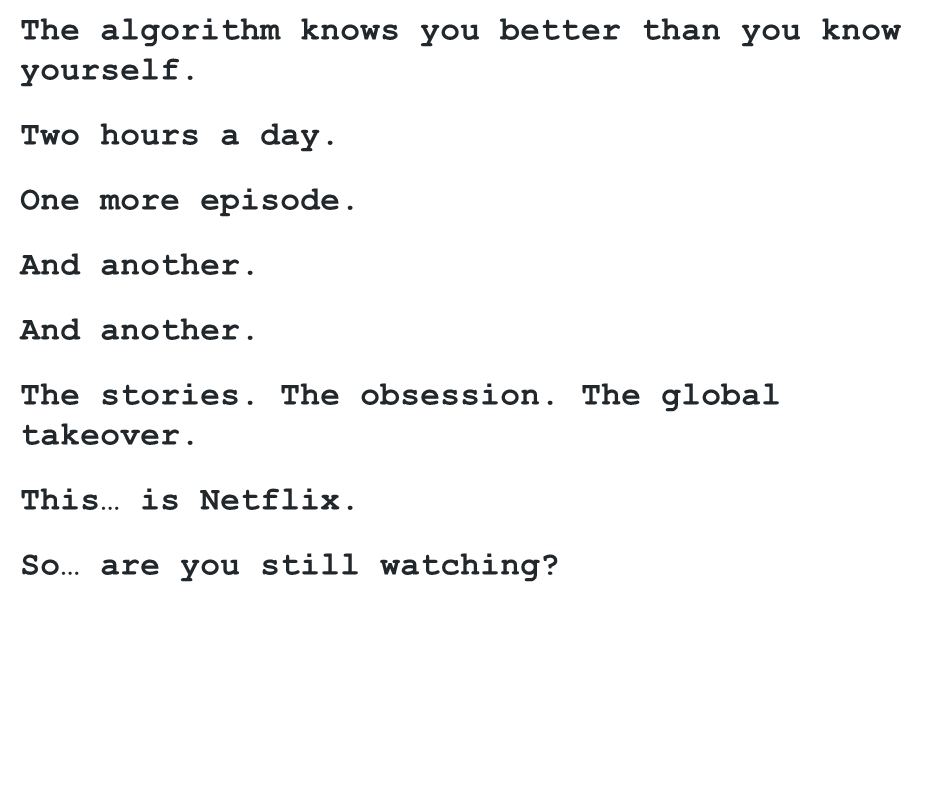 The algorithm knows you better than you know
yourself.
Two hours a day.
One more episode.
And another.
And another.
The stories. The obsession. The global
takeover.
This… is Netflix.
So… are you still watching?